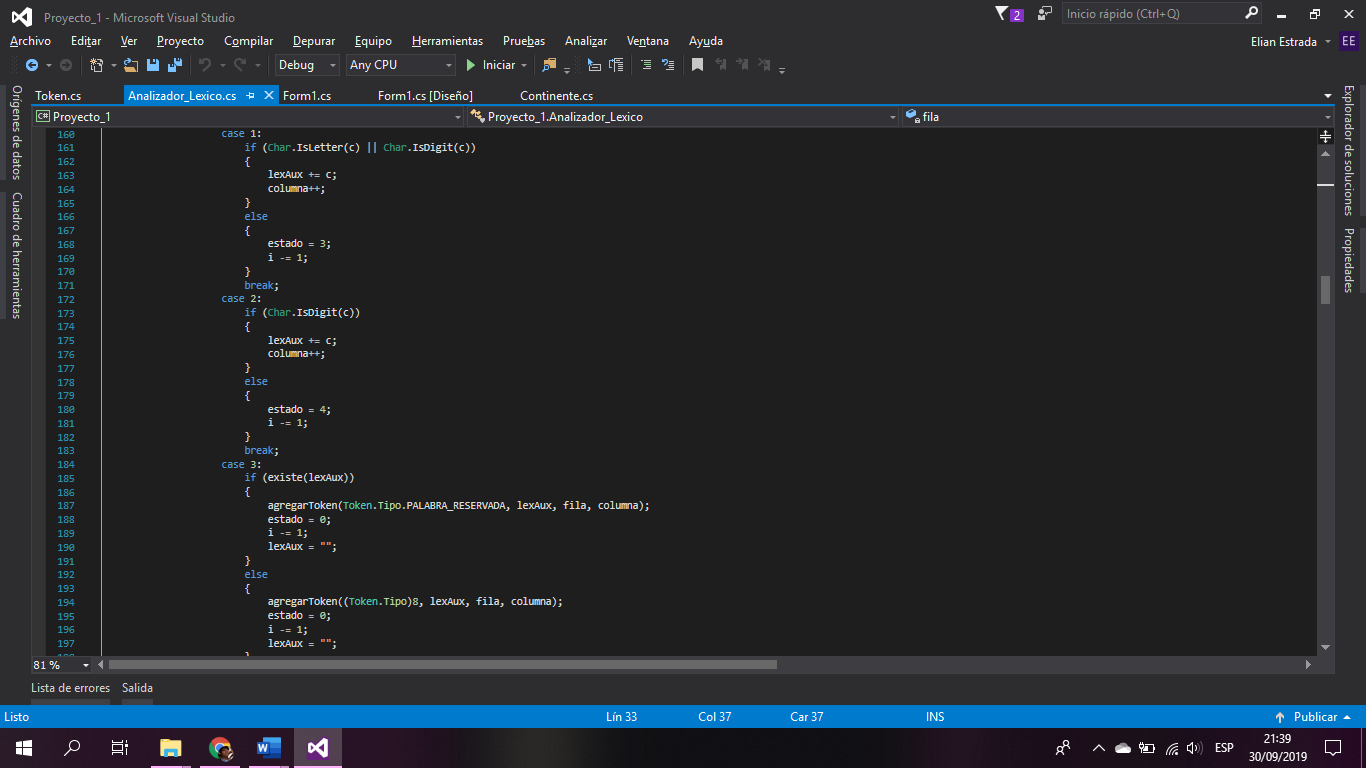 Proyecto_1 - Microsoft Visual Studio
2
Inicio rápido (Ctrl+Q)
Archivo Editar Ver Proyecto Compilar Depurar Equipo Herramientas Pruebas Analizar Ventana Ayuda
Elian Estrada EE
Debug Any CPU Iniciar
Token.cs Analizador_Lexico.cs Form1.cs Form1.cs [Diseño] Continente.cs
C# Proyecto_1 Proyecto_1.Analizador_Lexico fila
Orígenes de datos
Cuadro de herramientas
Explorador de soluciones
Propiedades
160 case 1:
161 if (Char.IsLetter(c) || Char.IsDigit(c))
162 {
163 lexAux += c;
164 columna++;
165 }
166 else
167 {
168 estado = 3;
169 i -= 1;
170 }
171 break;
172 case 2:
173 if (Char.IsDigit(c))
174 {
175 lexAux += c;
176 columna++;
177 }
178 else
179 {
180 estado = 4;
181 i -= 1;
182 }
183 break;
184 case 3:
185 if (existe(lexAux))
186 {
187 agregarToken(Token.Tipo.PALABRA_RESERVADA, lexAux, fila, columna);
188 estado = 0;
189 i -= 1;
190 lexAux = "";
191 }
192 else
193 {
194 agregarToken((Token.Tipo)8, lexAux, fila, columna);
195 estado = 0;
196 i -= 1;
197 lexAux = "";
81 %
Lista de errores Salida
Listo Lín 33 Col 37 Car 37 INS Publicar
ESP
21:39
30/09/2019